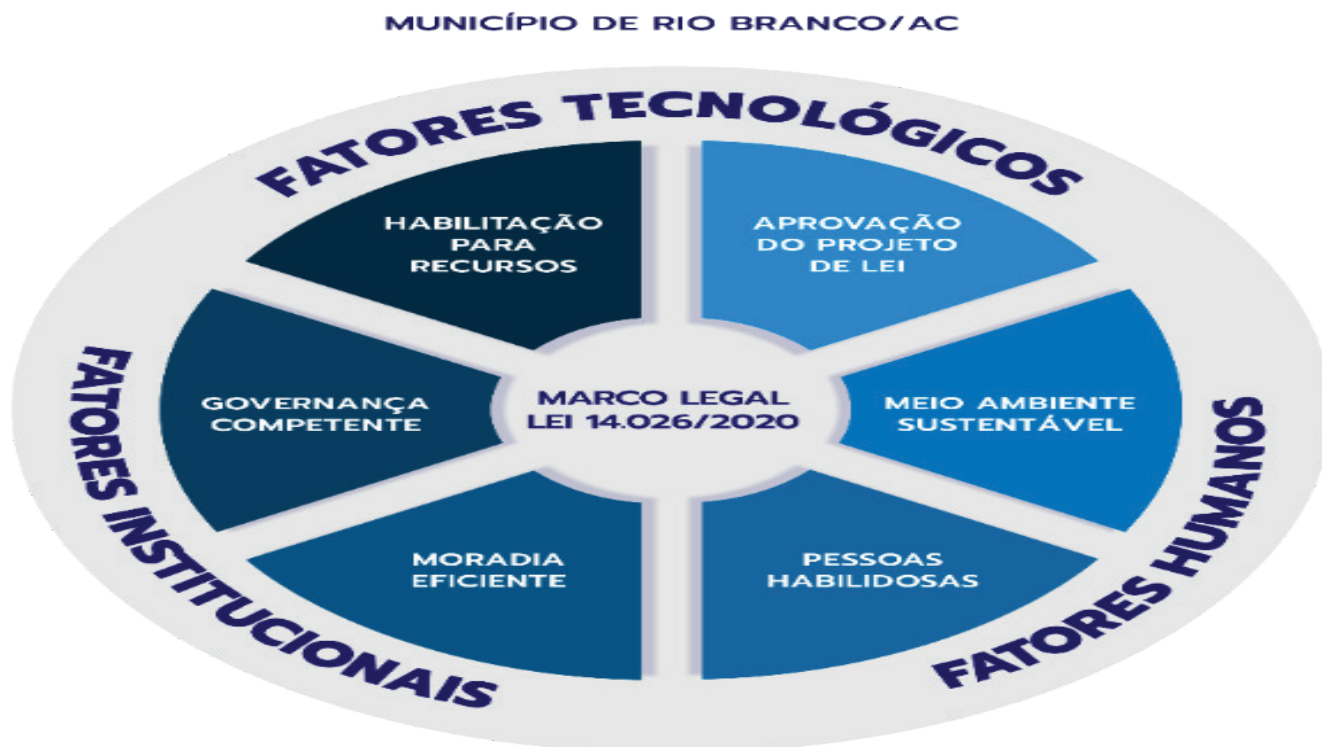 MUNICÍPIO DE RIO BRANCO/AC
FATORES TECNOLÓGICOS
HABILITAÇÃO
PARA
RECURSOS
APROVAÇÃO
DO PROJETO
DE LEI
GOVERNANÇA
COMPETENTE
MARCO LEGAL
LEI 14.026/2020
MEIO AMBIENTE
SUSTENTÁVEL
MORADIA
EFICIENTE
PESSOAS
HABILIDOSAS
FATORES INSTITUCIONAIS
FATORES HUMANOS